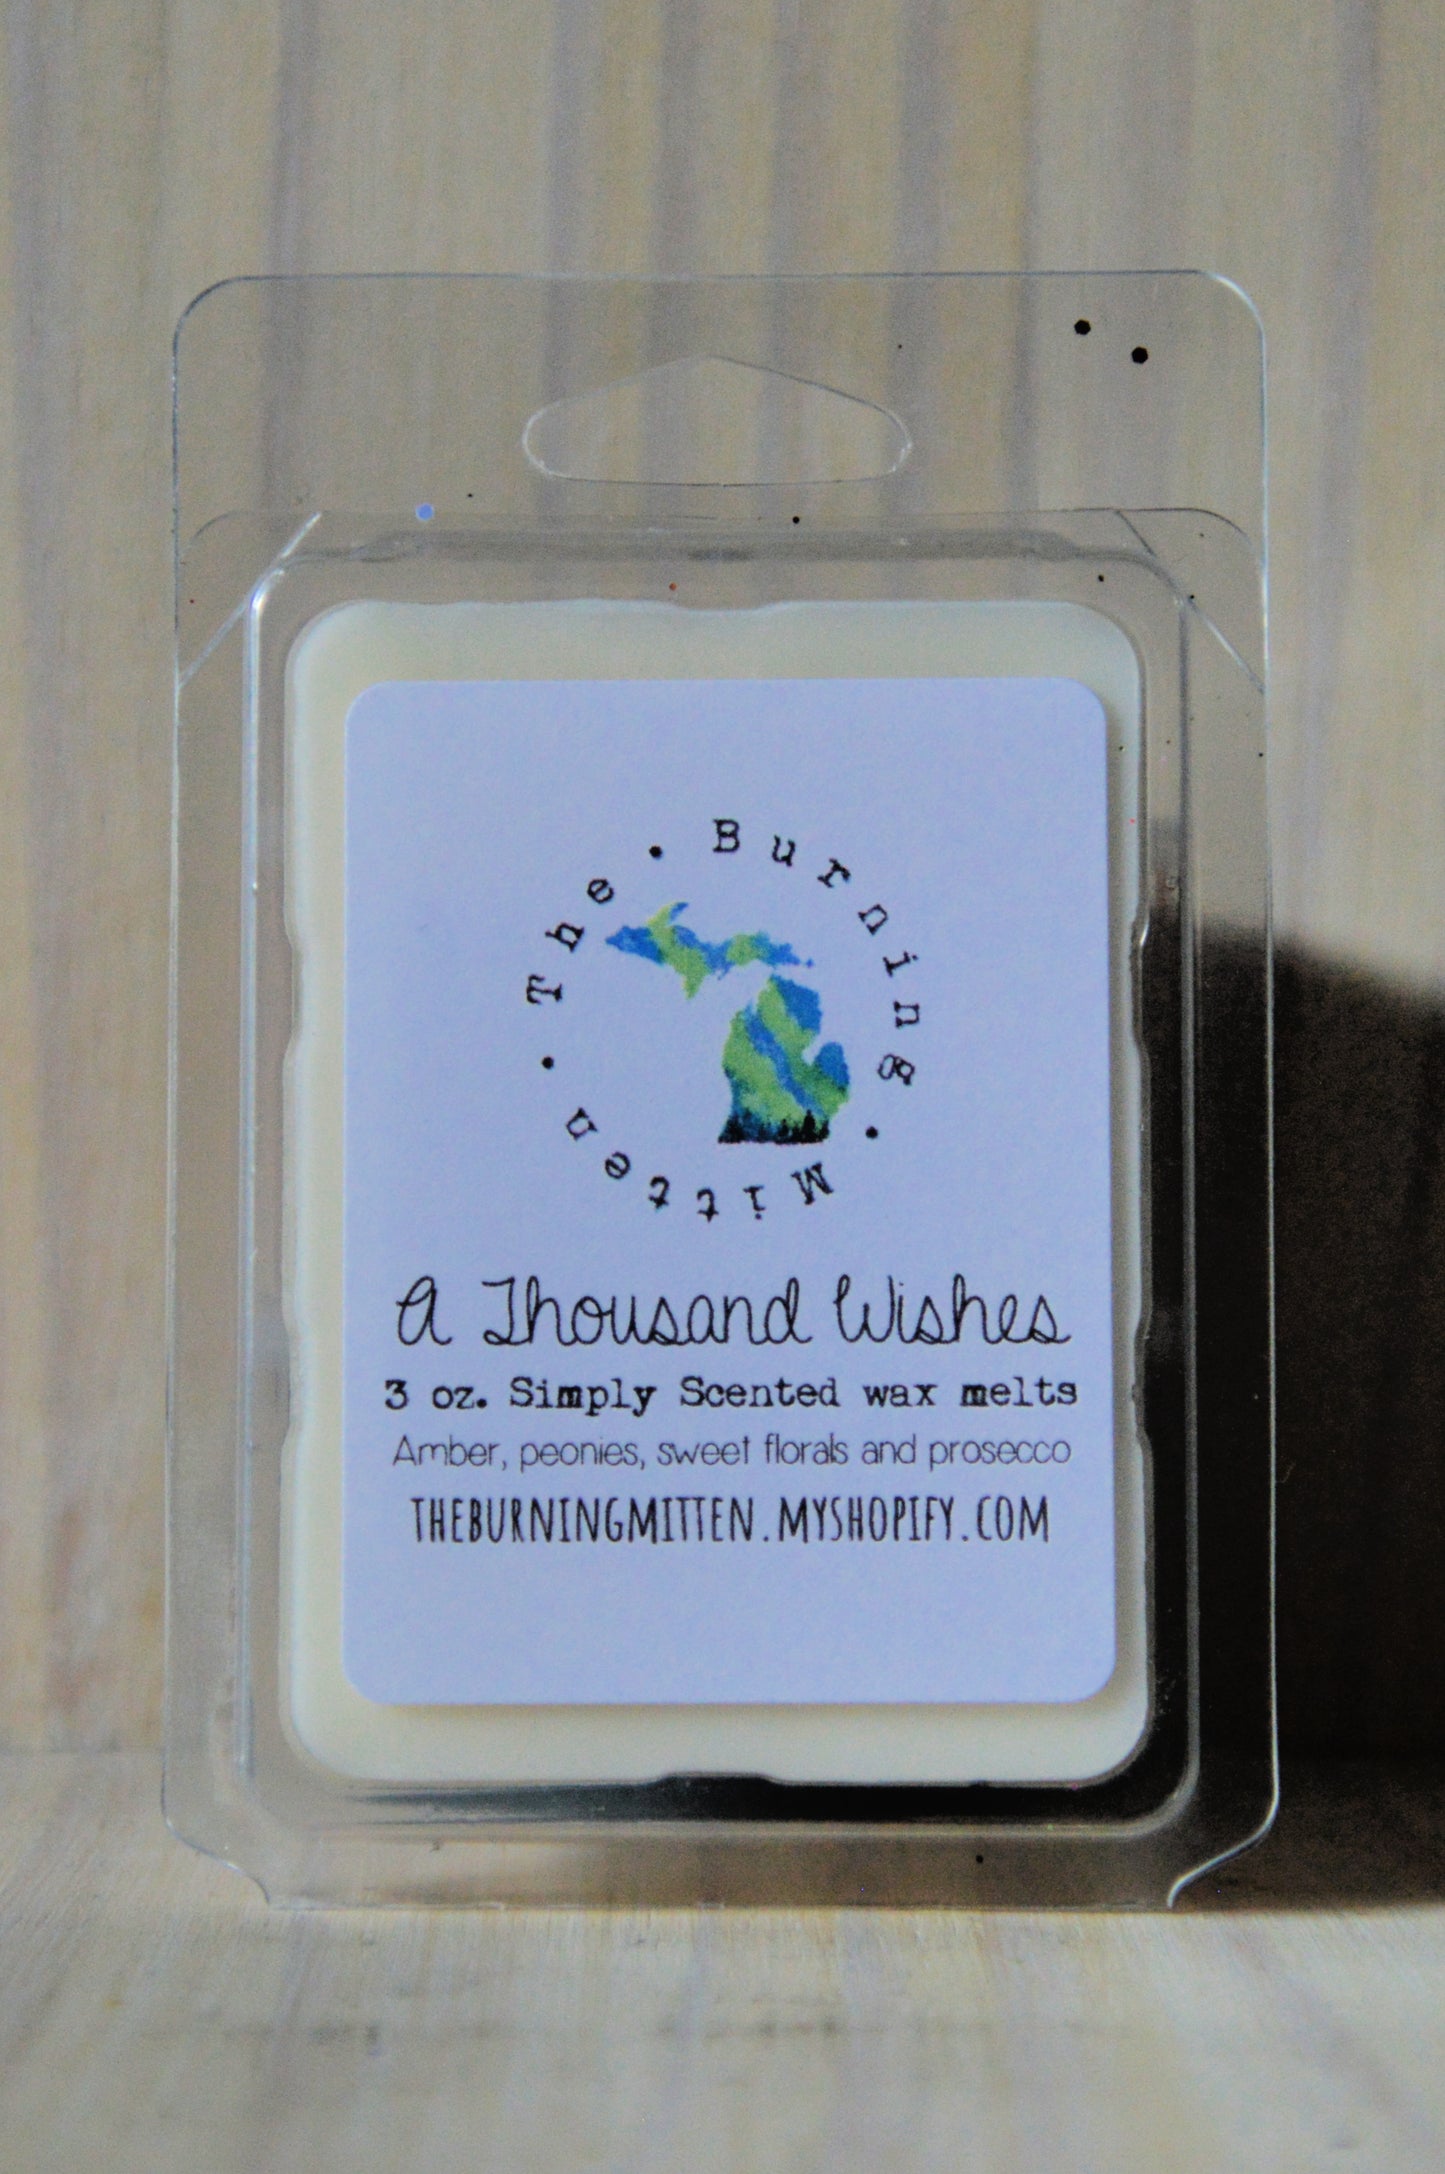 The • Burning • Mitten •
A Thousand Wishes
3 oz. Simply Scented wax melts
Amber, peonies, sweet florals and prosecco
THEBURNINGMITTEN.MYSHOPIFY.COM